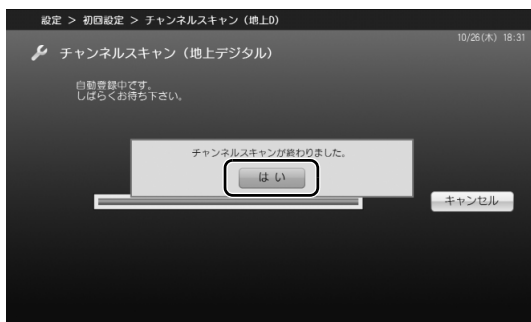 設定 > 初回設定 > チャンネルスキャン（地上D）
10/26(木) 18:31
チャンネルスキャン（地上デジタル）
自動登録中です。
しばらくお待ち下さい。
チャンネルスキャンが終わりました。
はい
キャンセル